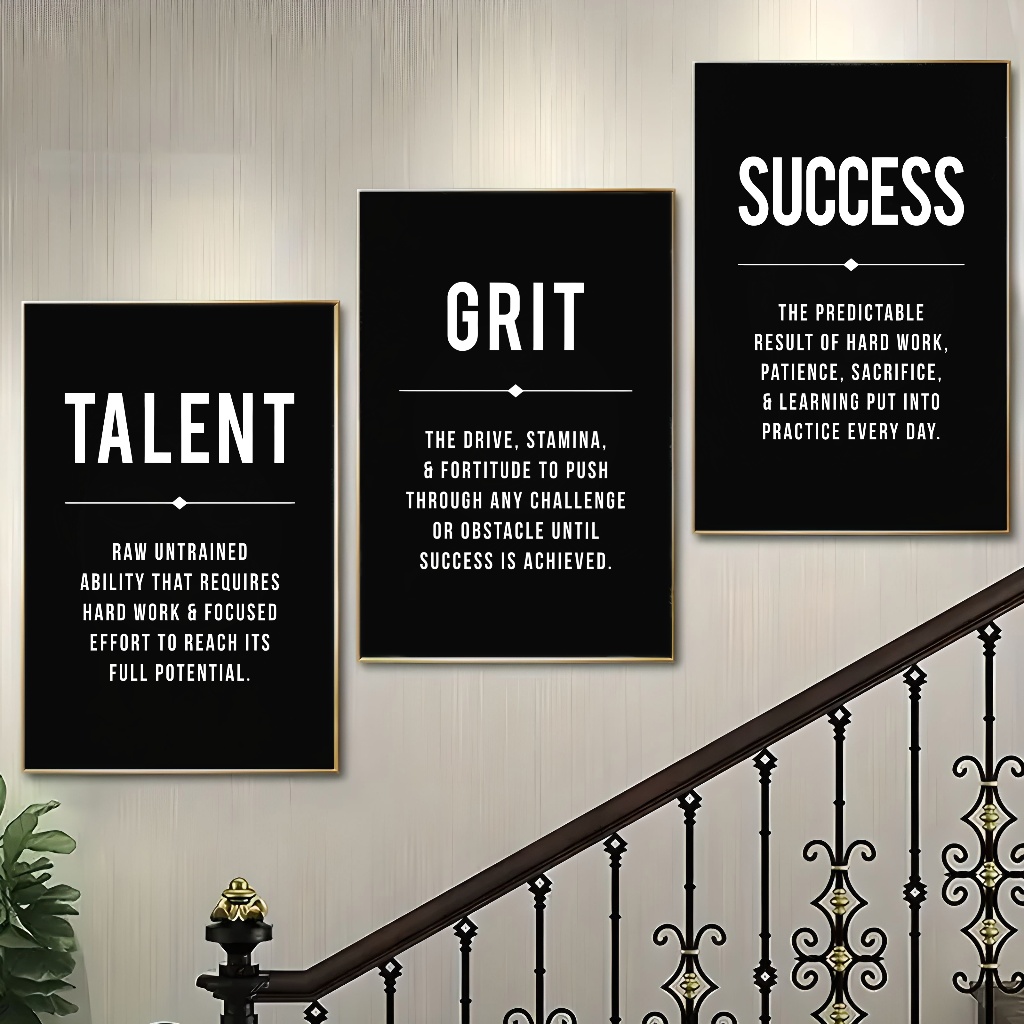 TALENT
RAW UNTRAINED
ABILITY THAT REQUIRES
HARD WORK & FOCUSED
EFFORT TO REACH ITS
FULL POTENTIAL.
GRIT
THE DRIVE, STAMINA,
& FORTITUDE TO PUSH
THROUGH ANY CHALLENGE
OR OBSTACLE UNTIL
SUCCESS IS ACHIEVED.
SUCCESS
THE PREDICTABLE
RESULT OF HARD WORK,
PATIENCE, SACRIFICE,
& LEARNING PUT INTO
PRACTICE EVERY DAY.